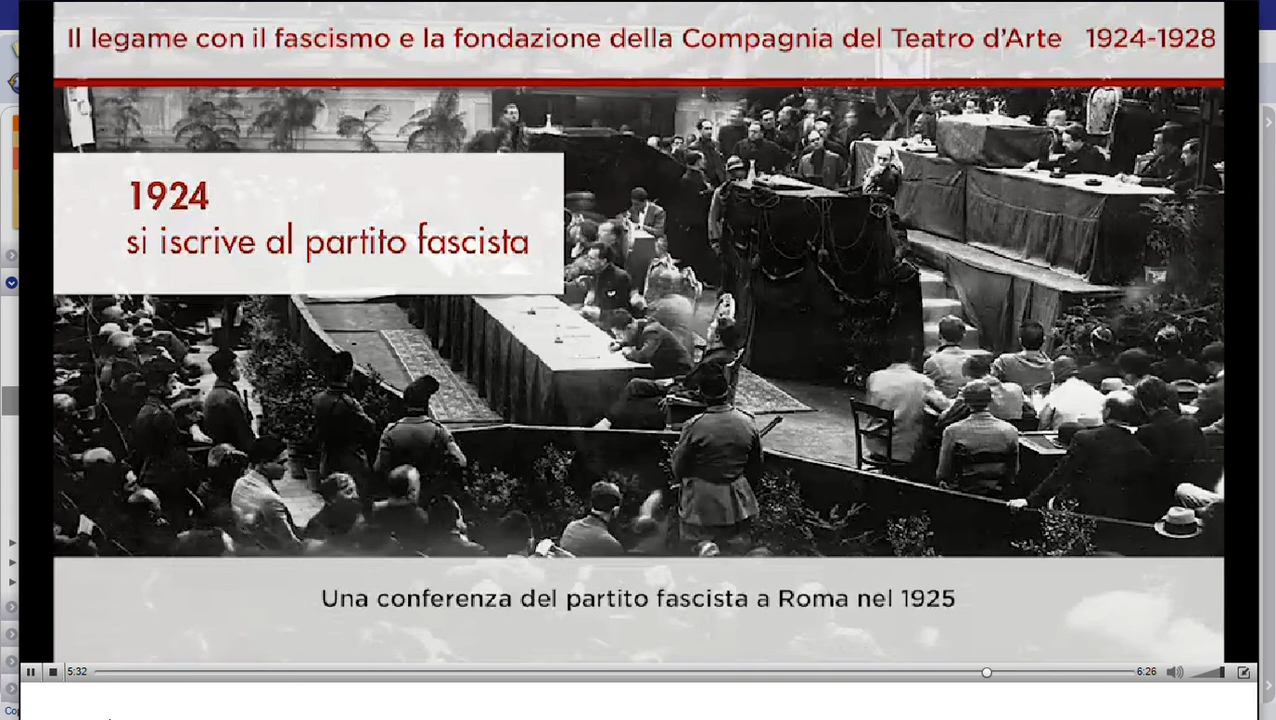 Il legame con il fascismo e la fondazione della Compagnia del Teatro d'Arte 1924-1928
1924
si iscrive al partito fascista
Una conferenza del partito fascista a Roma nel 1925
5:32
6:26